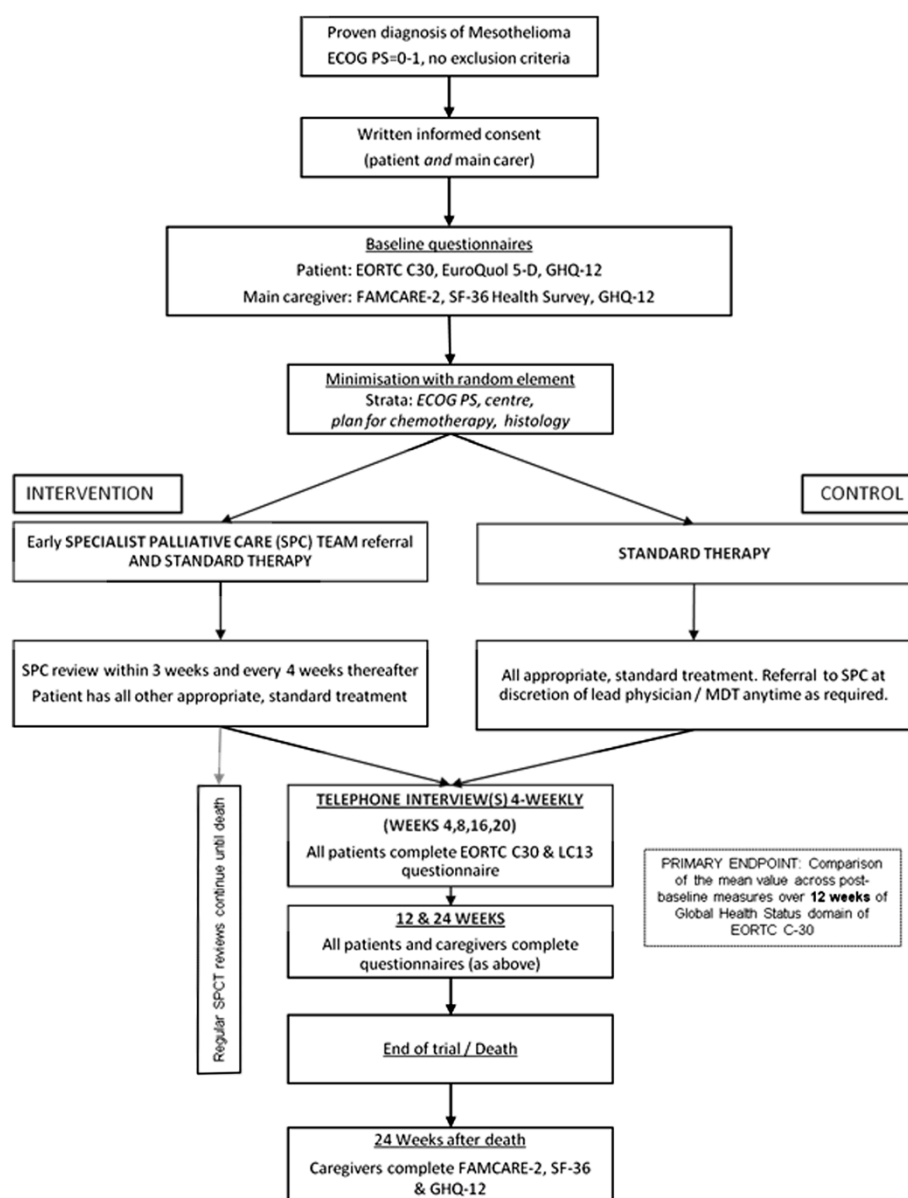 Proven diagnosis of Mesothelioma
ECOG PS=0-1, no exclusion criteria
Written informed consent
(patient and main carer)
Baseline questionnaires
Patient: EORTC C30, EuroQuol 5-D, GHQ-12
Main caregiver: FAMCARE-2, SF-36 Health Survey, GHQ-12
Minimisation with random element
Strata: ECOG PS, centre,
plan for chemotherapy, histology
INTERVENTION
CONTROL
Early SPECIALIST PALLIATIVE CARE (SPC) TEAM referral
AND STANDARD THERAPY
STANDARD THERAPY
SPC review within 3 weeks and every 4 weeks thereafter
Patient has all other appropriate, standard treatment
All appropriate, standard treatment. Referral to SPC at
discretion of lead physician / MDT anytime as required.
Regular SPCT reviews continue until death
TELEPHONE INTERVIEW(S) 4-WEEKLY
(WEEKS 4,8,16,20)
All patients complete EORTC C30 & LC13
questionnaire
PRIMARY ENDPOINT: Comparison
of the mean value across post-
baseline measures over 12 weeks of
Global Health Status domain of
EORTC C-30
12 & 24 WEEKS
All patients and caregivers complete
questionnaires (as above)
End of trial / Death
24 Weeks after death
Caregivers complete FAMCARE-2, SF-36
& GHQ-12